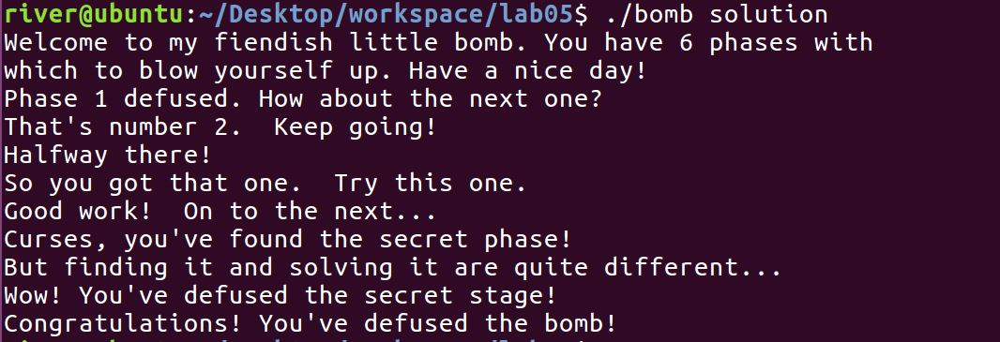 river@ubuntu:~/Desktop/workspace/lab05$ ./bomb solution
Welcome to my fiendish little bomb. You have 6 phases with
which to blow yourself up. Have a nice day!
Phase 1 defused. How about the next one?
That's number 2.  Keep going!
Halfway there!
So you got that one.  Try this one.
Good work!  On to the next...
Curses, you've found the secret phase!
But finding it and solving it are quite different...
Wow! You've defused the secret stage!
Congratulations! You've defused the bomb!